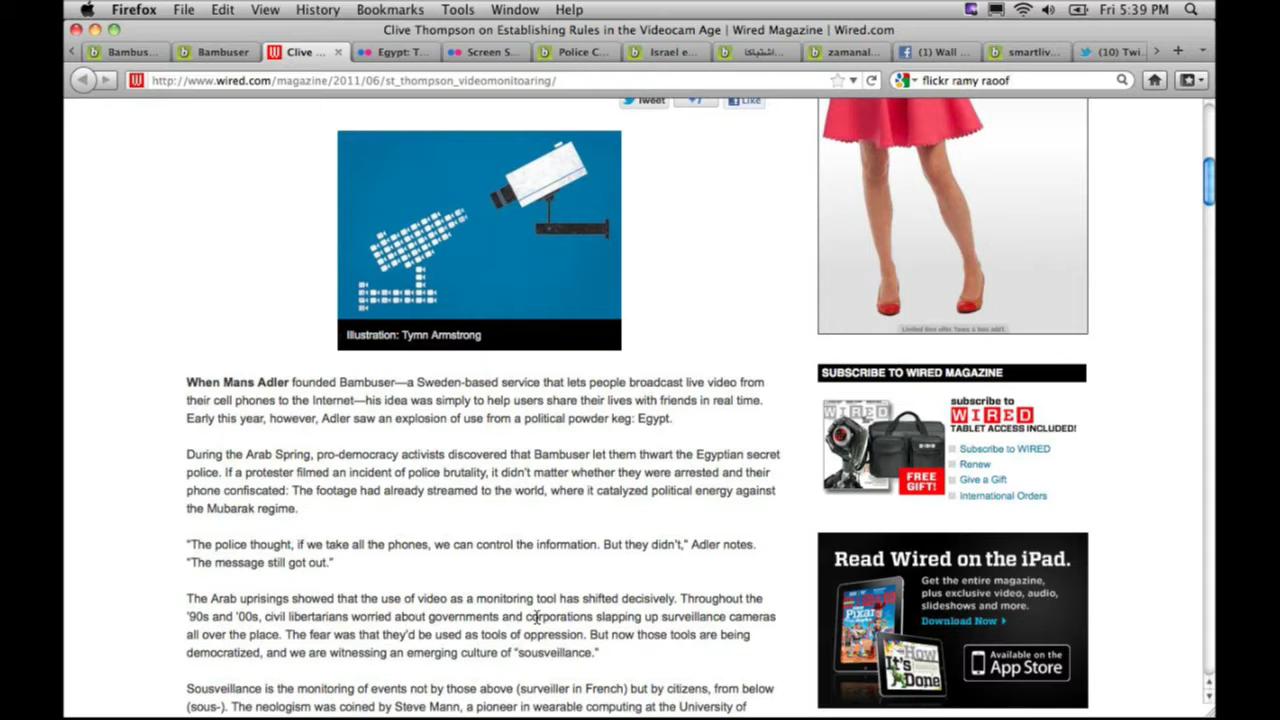 Firefox File Edit View History Bookmarks Tools Window Help Fri 5:39 PM
Clive Thompson on Establishing Rules in the Videocam Age | Wired Magazine | Wired.com
Bambus... Bambuser Clive ... Egypt: T... Screen S... Police C... Israel e... اشتباكا... zamanal... (1) Wall ... smartliv... (10) Twi...
http://www.wired.com/magazine/2011/06/st_thompson_videomonitoaring/ flickr ramy raoof
Tweet +7 Like
Illustration: Tymn Armstrong
When Mans Adler founded Bambuser—a Sweden-based service that lets people broadcast live video from
their cell phones to the Internet—his idea was simply to help users share their lives with friends in real time.
Early this year, however, Adler saw an explosion of use from a political powder keg: Egypt.
During the Arab Spring, pro-democracy activists discovered that Bambuser let them thwart the Egyptian secret
police. If a protester filmed an incident of police brutality, it didn't matter whether they were arrested and their
phone confiscated: The footage had already streamed to the world, where it catalyzed political energy against
the Mubarak regime.
"The police thought, if we take all the phones, we can control the information. But they didn't," Adler notes.
"The message still got out."
The Arab uprisings showed that the use of video as a monitoring tool has shifted decisively. Throughout the
'90s and '00s, civil libertarians worried about governments and corporations slapping up surveillance cameras
all over the place. The fear was that they'd be used as tools of oppression. But now those tools are being
democratized, and we are witnessing an emerging culture of "sousveillance."
Sousveillance is the monitoring of events not by those above (surveiller in French) but by citizens, from below
(sous-). The neologism was coined by Steve Mann, a pioneer in wearable computing at the University of
SUBSCRIBE TO WIRED MAGAZINE
WIRED
FREE
GIFT!
subscribe to
WIRED
TABLET ACCESS INCLUDED!
Subscribe to WIRED
Renew
Give a Gift
International Orders
Read Wired on the iPad.
Get the entire magazine,
plus exclusive video, audio,
slideshows and more.
Download Now
Pixar
How
It's
Done
Available on the
App Store